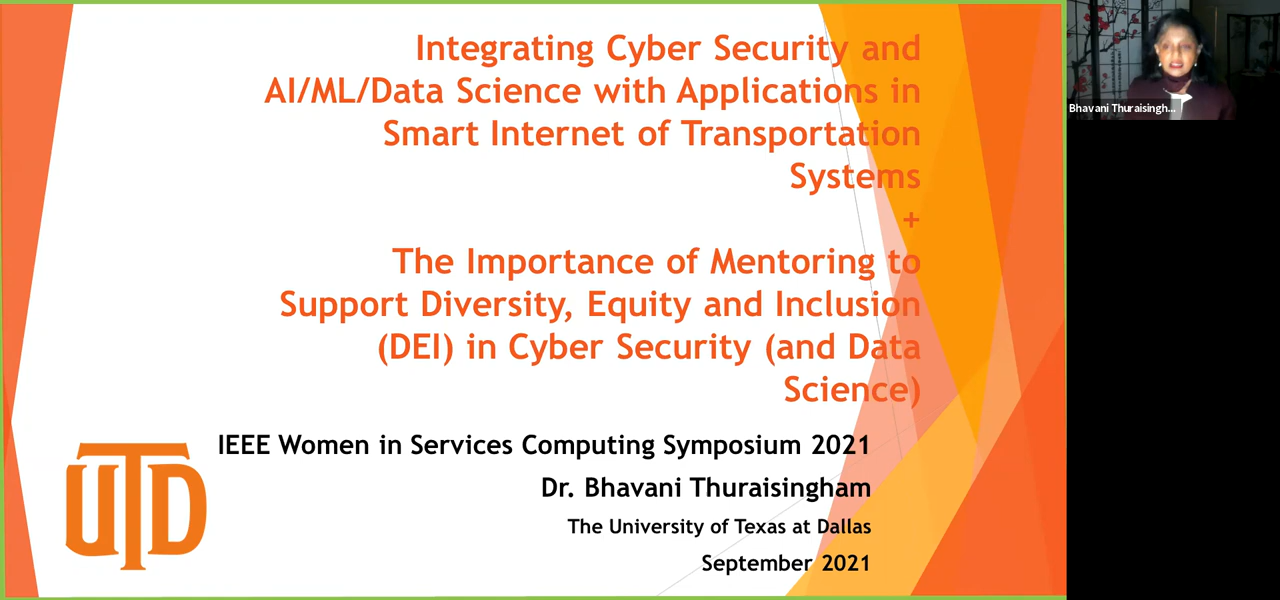 Integrating Cyber Security and
AI/ML/Data Science with Applications in
Smart Internet of Transportation
Systems
+
The Importance of Mentoring to
Support Diversity, Equity and Inclusion
(DEI) in Cyber Security (and Data
Science)
IEEE Women in Services Computing Symposium 2021
Dr. Bhavani Thuraisingham
The University of Texas at Dallas
September 2021
UTD
Bhavani Thuraisingh...